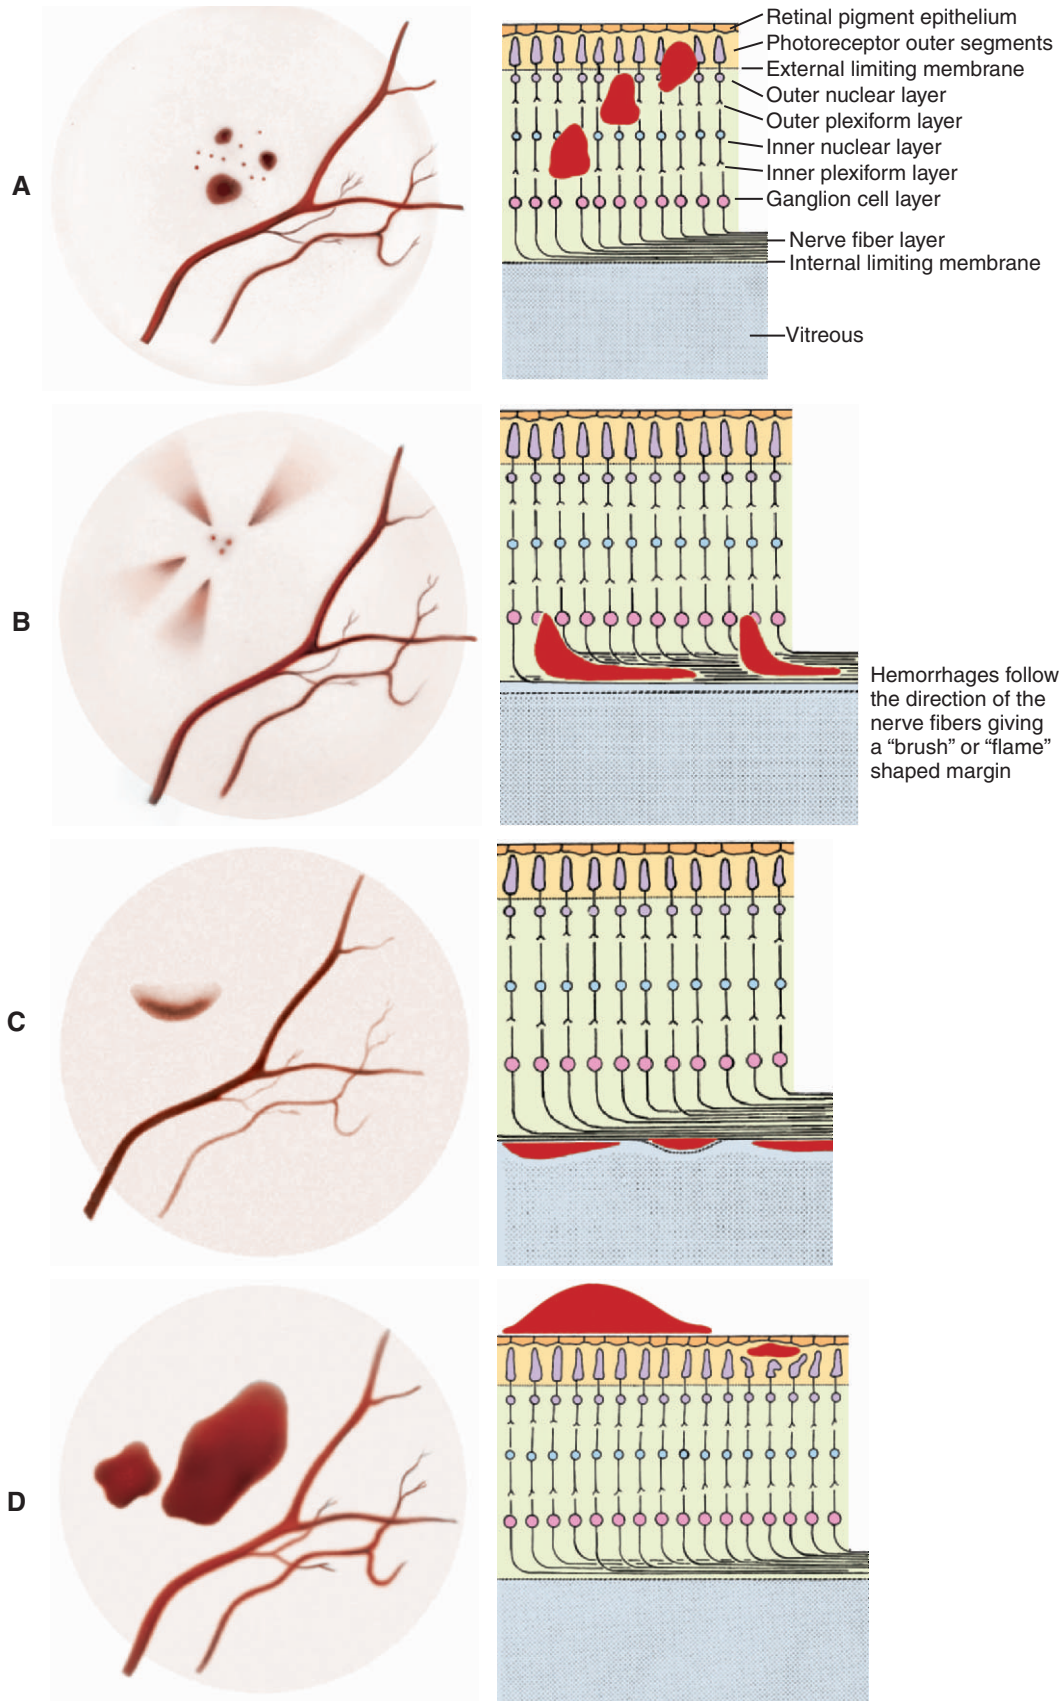 Retinal pigment epithelium
Photoreceptor outer segments
External limiting membrane
Outer nuclear layer
Outer plexiform layer
Inner nuclear layer
Inner plexiform layer
Ganglion cell layer
Nerve fiber layer
Internal limiting membrane
Vitreous
A
B
Hemorrhages follow
the direction of the
nerve fibers giving
a “brush” or “flame”
shaped margin
C
D